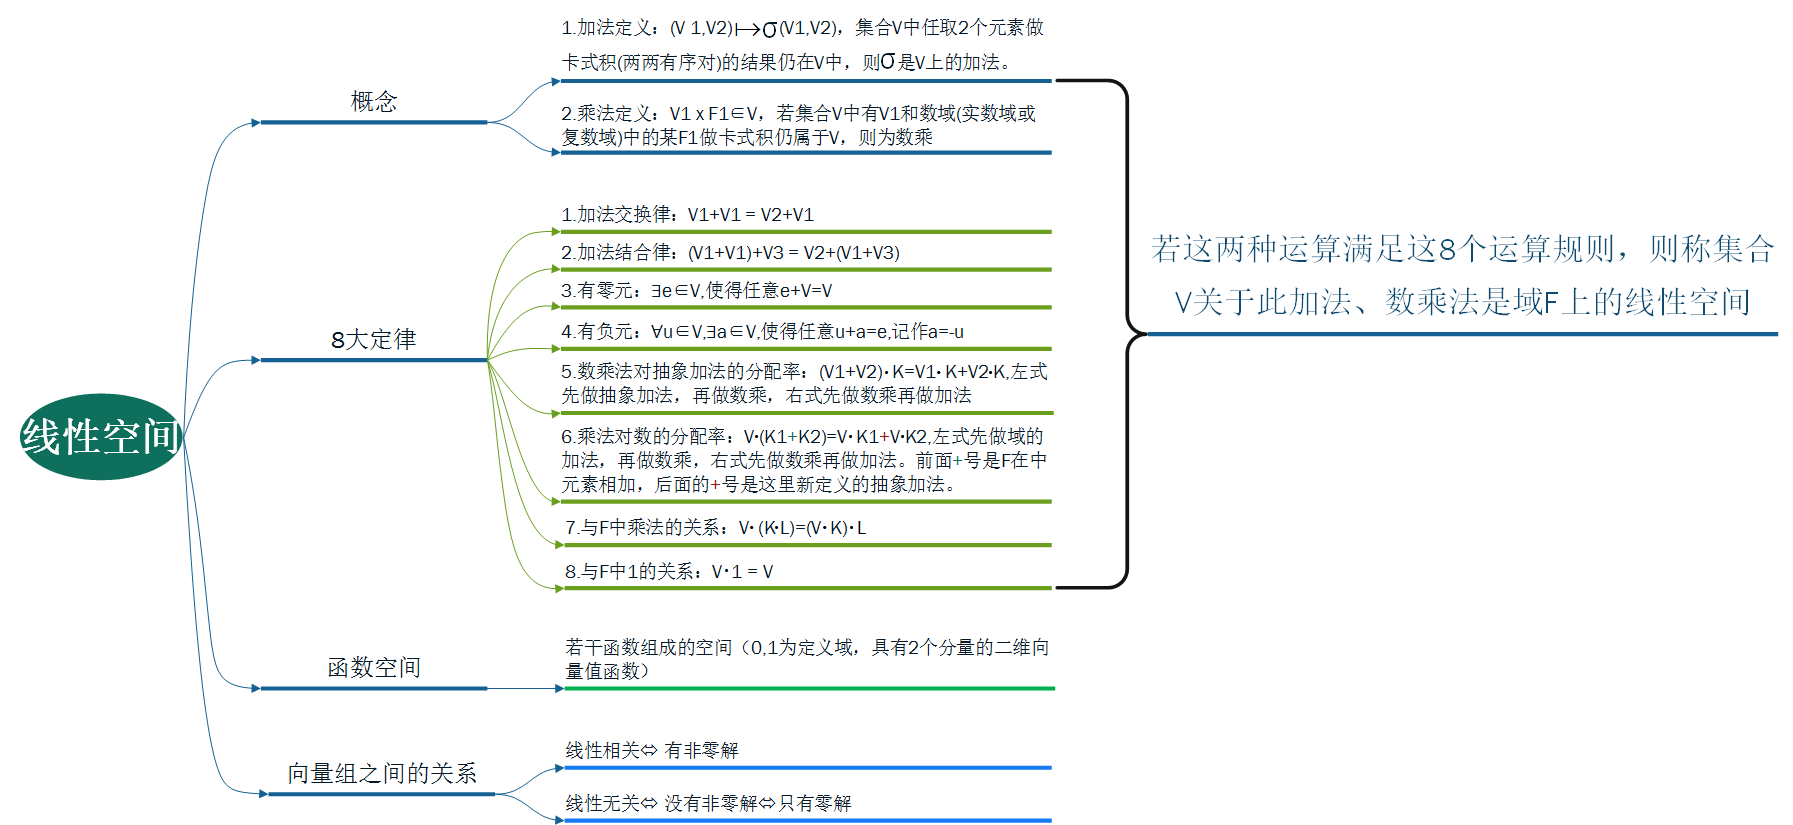 线性空间
概念
1.加法定义：(V 1,V2)↦σ(V1,V2)，集合V中任取2个元素做
卡式积(两两有序对)的结果仍在V中，则σ是V上的加法。
2.乘法定义：V1 x F1∈V，若集合V中有V1和数域(实数域或
复数域)中的某F1做卡式积仍属于V，则为数乘
8大定律
1.加法交换律：V1+V1 = V2+V1
2.加法结合律：(V1+V1)+V3 = V2+(V1+V3)
3.有零元：∃e∈V,使得任意e+V=V
4.有负元：∀u∈V,∃a∈V,使得任意u+a=e,记作a=-u
5.数乘法对抽象加法的分配率：(V1+V2)·K=V1·K+V2·K,左式
先做抽象加法，再做数乘，右式先做数乘再做加法
6.乘法对数的分配率：V·(K1+K2)=V·K1+V·K2,左式先做域的
加法，再做数乘，右式先做数乘再做加法。前面+号是F在中
元素相加，后面的+号是这里新定义的抽象加法。
7.与F中乘法的关系：V·(K·L)=(V·K)·L
8.与F中1的关系：V·1 = V
若这两种运算满足这8个运算规则，则称集合
V关于此加法、数乘法是域F上的线性空间
函数空间
若干函数组成的空间（0,1为定义域，具有2个分量的二维向
量值函数）
向量组之间的关系
线性相关⇔ 有非零解
线性无关⇔ 没有非零解⇔只有零解